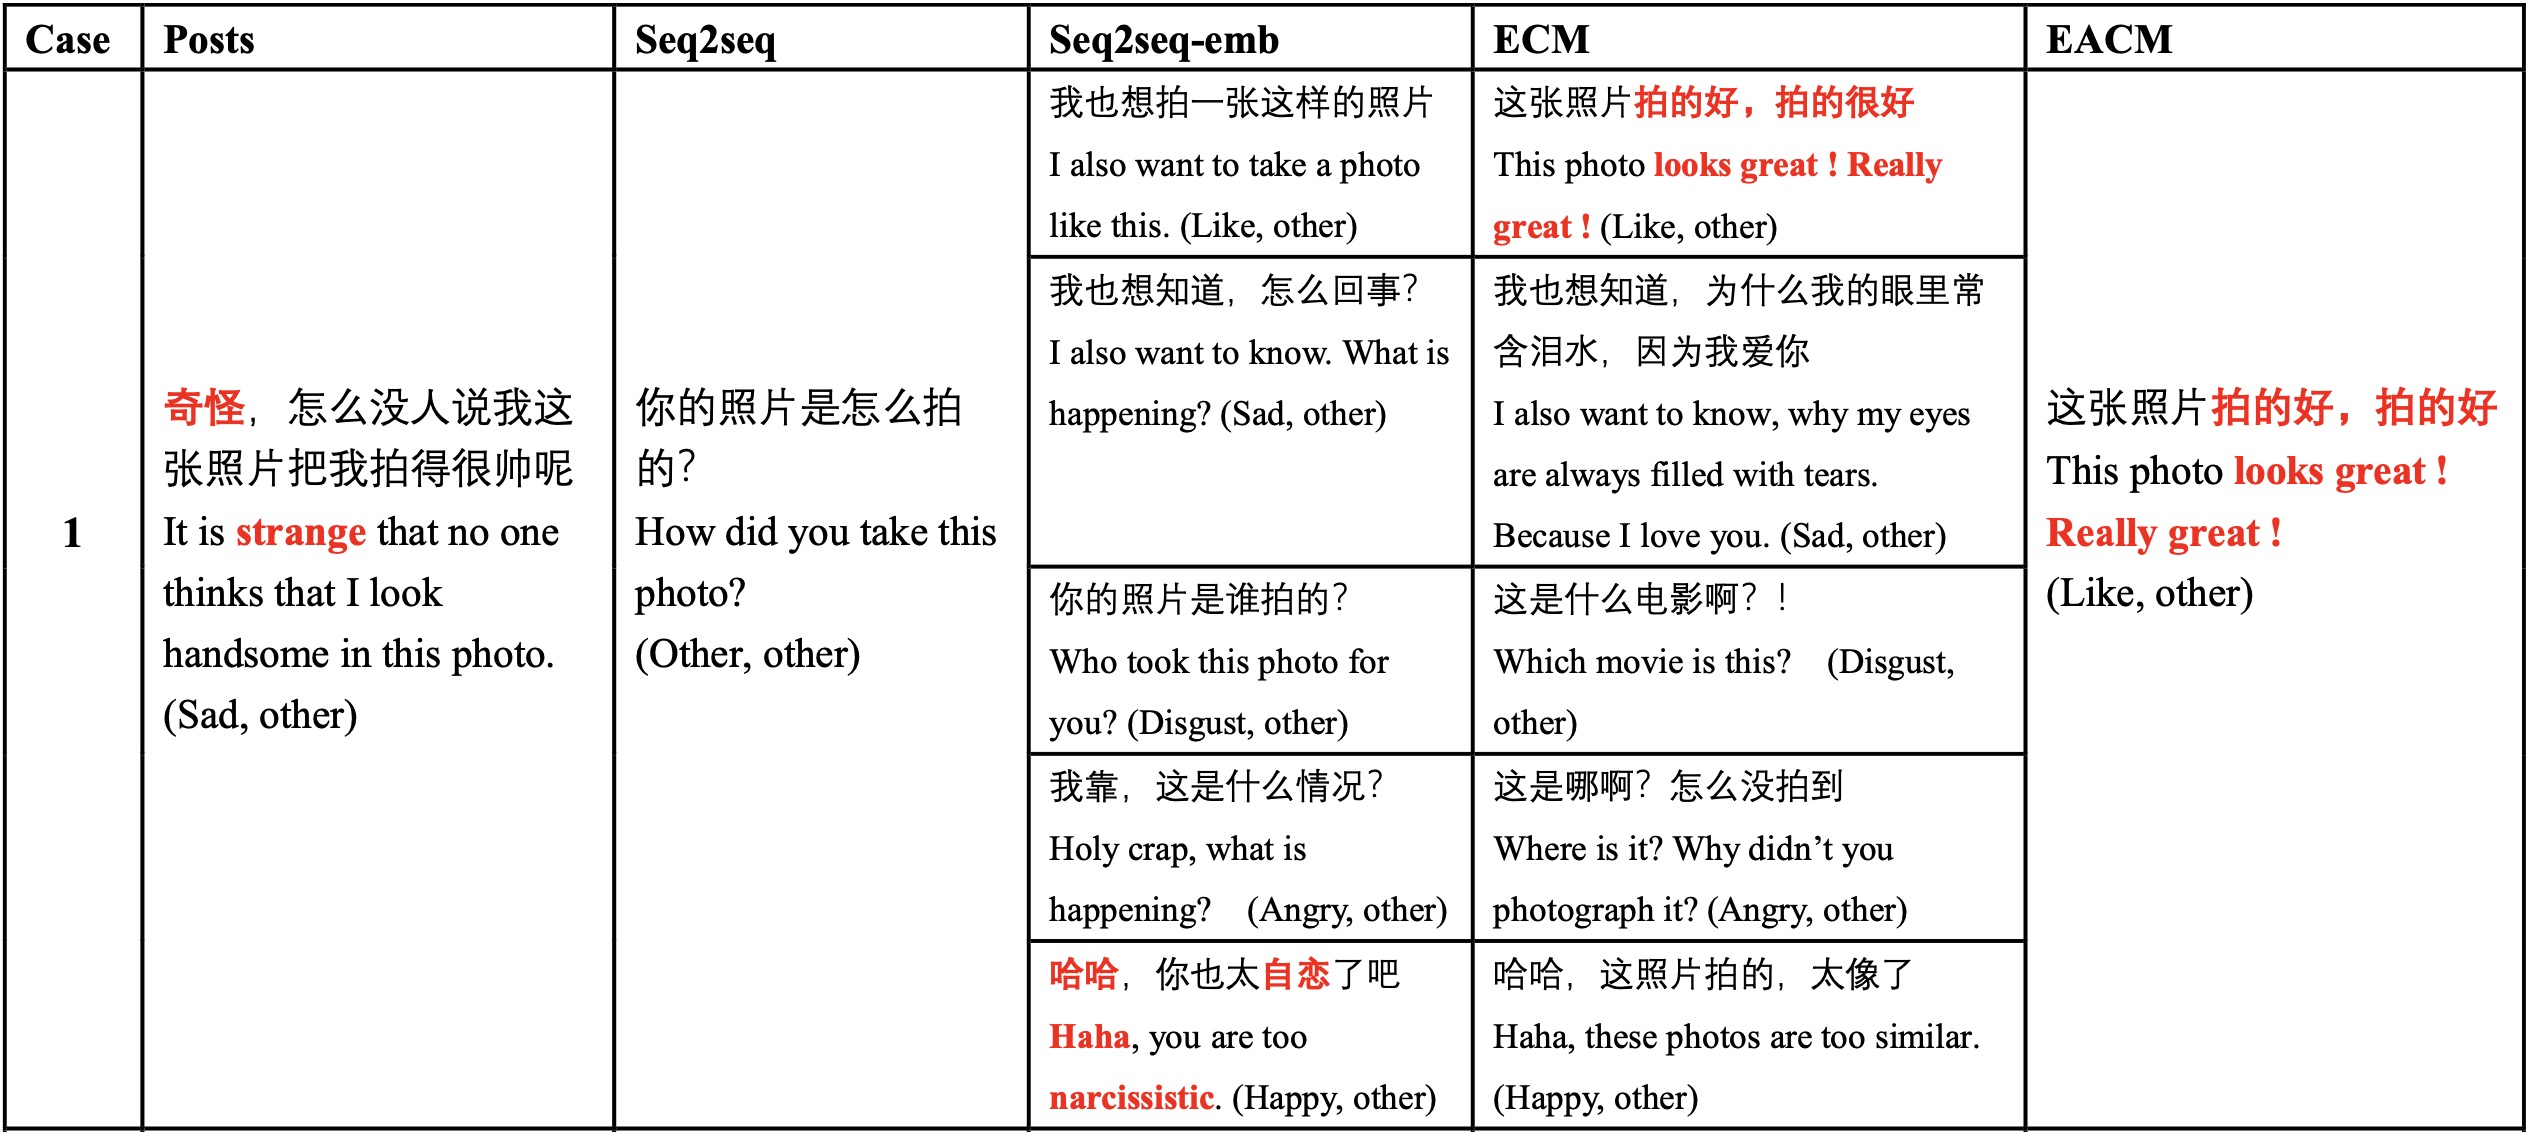 Case Posts Seq2seq Seq2seq-emb ECM EACM
1
奇怪，怎么没人说我这
张照片把我拍得很帅呢
It is strange that no one
thinks that I look
handsome in this photo.
(Sad, other)
你的照片是怎么拍
的？
How did you take this
photo?
(Other, other)
我也想拍一张这样的照片
I also want to take a photo
like this. (Like, other)
这张照片拍的好，拍的很好
This photo looks great ! Really
great ! (Like, other)
我也想知道，怎么回事？
I also want to know. What is
happening? (Sad, other)
我也想知道，为什么我的眼里常
含泪水，因为我爱你
I also want to know, why my eyes
are always filled with tears.
Because I love you. (Sad, other)
你的照片是谁拍的？
Who took this photo for
you? (Disgust, other)
这是什么电影啊？！
Which movie is this? (Disgust,
other)
我靠，这是什么情况？
Holy crap, what is
happening? (Angry, other)
这是哪啊？怎么没拍到
Where is it? Why didn’t you
photograph it? (Angry, other)
哈哈，你也太自恋了吧
Haha, you are too
narcissistic. (Happy, other)
哈哈，这照片拍的，太像了
Haha, these photos are too similar.
(Happy, other)
这张照片拍的好，拍的好
This photo looks great !
Really great !
(Like, other)